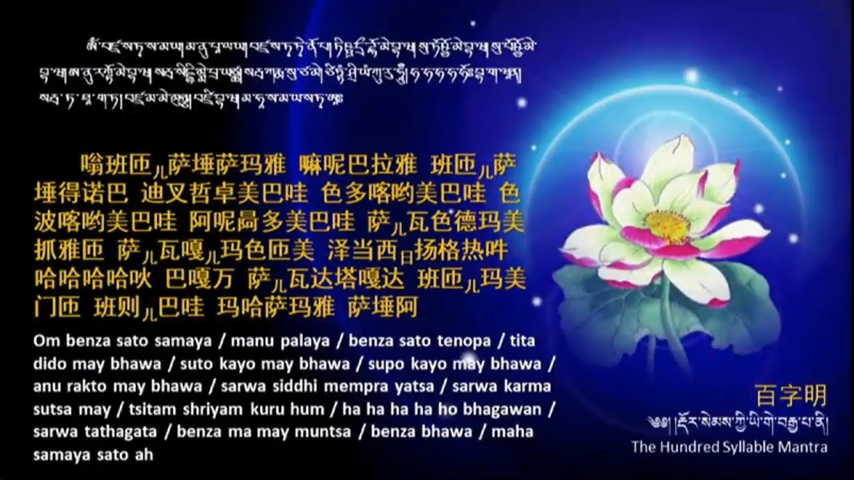 ཨོཾ་བཛྲ་སཏྭ་ས་མ་ཡ། མ་ནུ་པཱ་ལ་ཡ། བཛྲ་སཏྭ་
嗡班匝儿萨埵萨玛雅 嘛呢巴拉雅 班匝儿萨
埵得诺巴 迪叉哲卓美巴哇 色多喀哟美巴哇 色
波喀哟美巴哇 阿呢咼多美巴哇 萨儿瓦色德玛美
抓雅匝 萨儿瓦嘎儿玛色匝美 泽当西日扬格热吽
哈哈哈哈吙 巴嘎万 萨儿瓦达塔嘎达 班匝儿玛美
门匝 班则儿巴哇 玛哈萨玛雅 萨埵阿
Om benza sato samaya / manu palaya / benza sato tenopa / tita
dido may bhawa / suto kayo may bhawa / supo kayo may bhawa /
anu rakto may bhawa / sarwa siddhi mempra yatsa / sarwa karma
sutsa may / tsitam shriyam kuru hum / ha ha ha ha ho bhagawan /
sarwa tathagata / benza ma may muntsa / benza bhawa / maha
samaya sato ah
百字明
༄༅། །རྡོར་སེམས་ཀྱི་ཡི་གེ་བརྒྱ་པ་ནི།
The Hundred Syllable Mantra